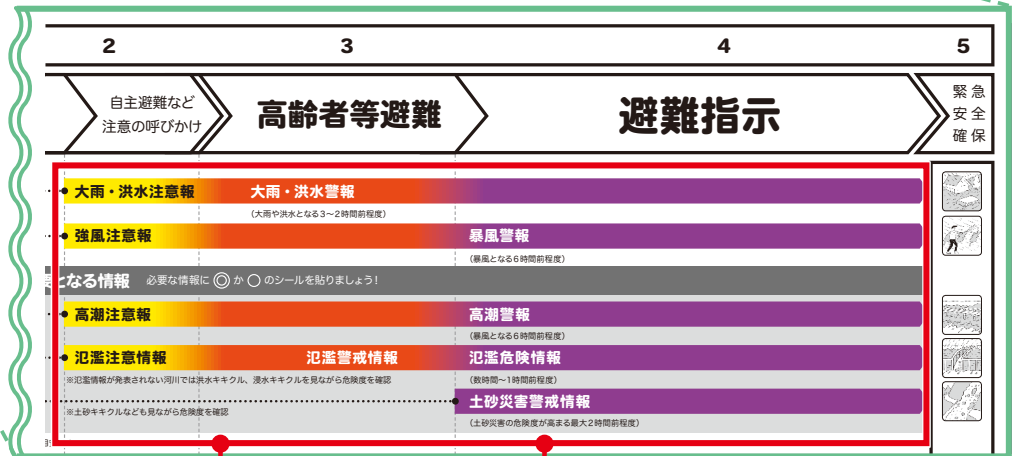 2 3 4 5
自主避難など
注意の呼びかけ
高齢者等避難
避難指示
緊急
安全
確保
大雨・洪水注意報 大雨・洪水警報
(大雨や洪水となる3〜2時間前程度)
強風注意報 暴風警報
(暴風となる6時間前程度)
となる情報 必要な情報に◎か○のシールを貼りましょう!
高潮注意報 高潮警報
(暴風となる6時間前程度)
氾濫注意情報 氾濫警戒情報 氾濫危険情報
※氾濫情報が発表されない河川では洪水キキクル、浸水キキクルを見ながら危険度を確認 (数時間〜1時間前程度)
土砂災害警戒情報
※土砂キキクルなども見ながら危険度を確認
(土砂災害の危険度が高まる最大2時間前程度)